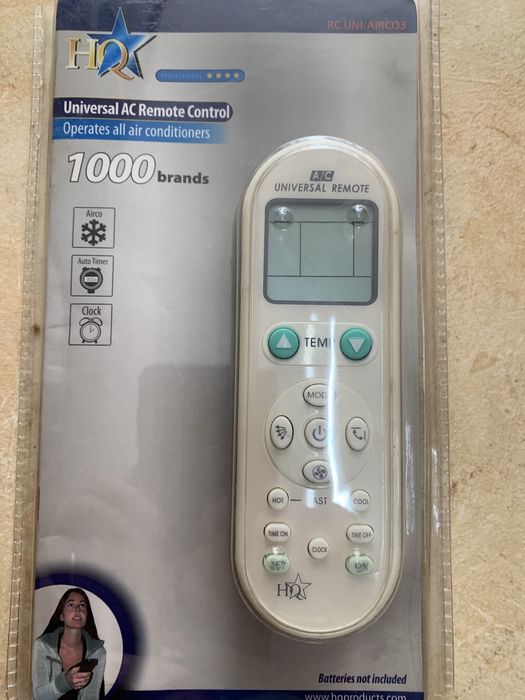 RC UNI/AIRCO3
HQ
PROFESSIONAL
Universal AC Remote Control
Operates all air conditioners
1000 brands
Airco
Auto Timer
Clock
A/C
UNIVERSAL REMOTE
TEMP
MODE
HOT
FAST
COOL
TIME ON
TIME OFF
CLOCK
SET
HQ
Batteries not included
www.hqproducts.com